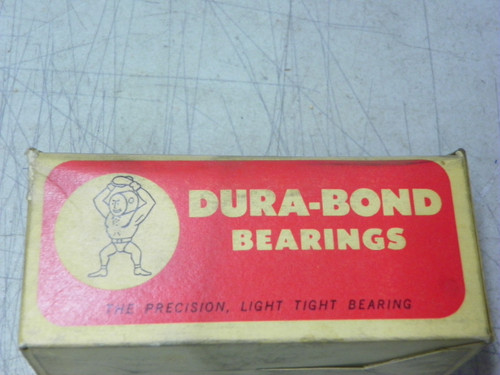 DURA-BOND
BEARINGS
THE PRECISION, LIGHT TIGHT BEARING